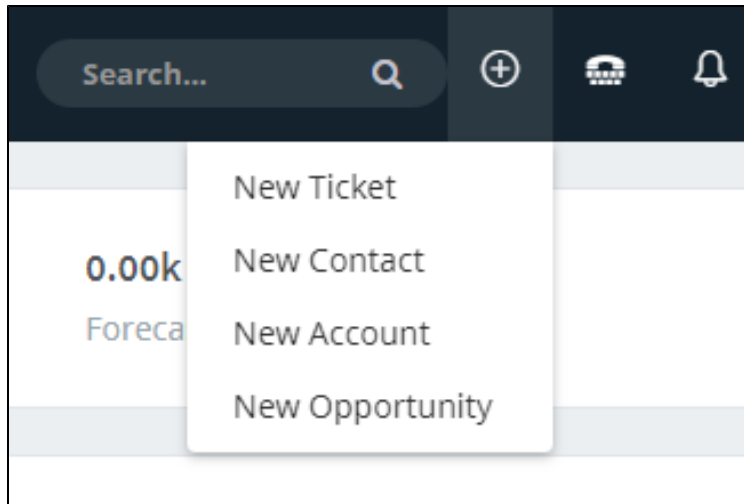 Search...
New Ticket
New Contact
0.00k
New Account
Foreca
New Opportunity